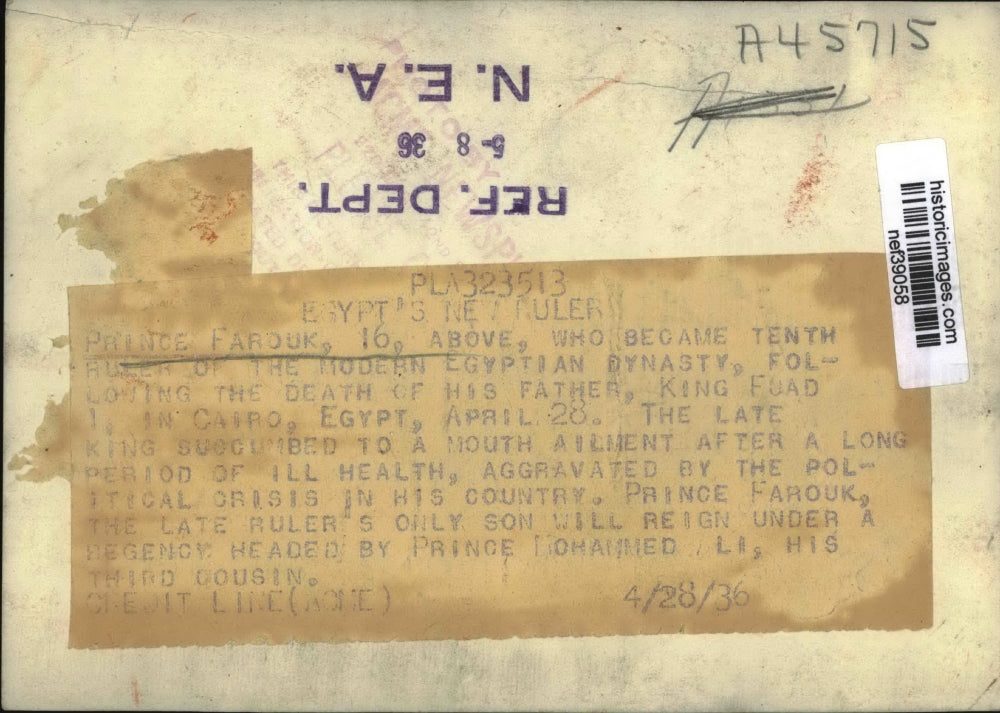 A45715
N. E. A.
5-8 36
REF. DEPT.
historicimages.com
nef39058
PLA323513
EGYPT'S NEW RULER
PRINCE FAROUK, 16, ABOVE, WHO BECAME TENTH
RULER OF THE MODERN EGYPTIAN DYNASTY, FOL-
LOWING THE DEATH OF HIS FATHER, KING FUAD
1, IN CAIRO, EGYPT, APRIL 28. THE LATE
KING SUCCUMBED TO A MOUTH AILMENT AFTER A LONG
PERIOD OF ILL HEALTH, AGGRAVATED BY THE POL-
ITICAL CRISIS IN HIS COUNTRY. PRINCE FAROUK,
THE LATE RULER'S ONLY SON WILL REIGN UNDER A
REGENCY HEADED BY PRINCE MOHAMMED ALI, HIS
THIRD COUSIN.
CREDIT LINE (ACME) 4/28/36